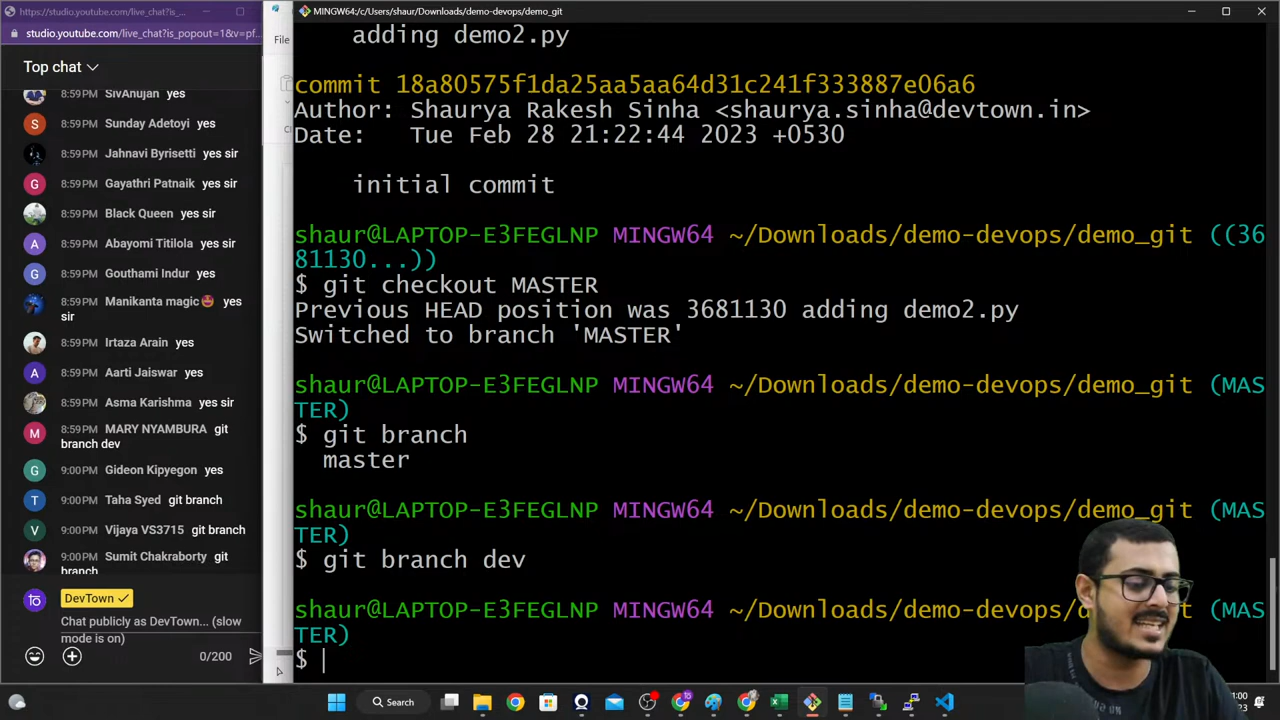 https://studio.youtube.com/live_chat?is_...
studio.youtube.com/live_chat?is_popout=1&v=pf...
Top chat
SivAnujan yes
8:59PM Sunday Adetoyi yes
8:59PM Jahnavi Byrisetti yes sir
8:59PM Gayathri Patnaik yes sir
8:59PM Black Queen yes sir
8:59PM Abayomi Titilola yes sir
8:59PM Gouthami Indur yes sir
8:59PM Manikanta magic yes
sir
8:59PM Irtaza Arain yes
8:59PM Aarti Jaiswar yes
8:59PM Asma Karishma yes sir
8:59PM MARY NYAMBURA git
branch dev
9:00PM Gideon Kipyegon yes
9:00PM Taha Syed git branch
9:00PM Vijaya VS3715 git branch
9:00PM Sumit Chakraborty git
branch
DevTown
Chat publicly as DevTown... (slow
mode is on)
0/200
File
MINGW64:/c/Users/shaur/Downloads/demo-devops/demo_git
adding demo2.py
commit 18a80575f1da25aa5aa64d31c241f333887e06a6
Author: Shaurya Rakesh Sinha <shaurya.sinha@devtown.in>
Date:   Tue Feb 28 21:22:44 2023 +0530
initial commit
shaur@LAPTOP-E3FEGLNP MINGW64 ~/Downloads/demo-devops/demo_git ((36
81130...))
$ git checkout MASTER
Previous HEAD position was 3681130 adding demo2.py
Switched to branch 'MASTER'
shaur@LAPTOP-E3FEGLNP MINGW64 ~/Downloads/demo-devops/demo_git (MAS
TER)
$ git branch
master
shaur@LAPTOP-E3FEGLNP MINGW64 ~/Downloads/demo-devops/demo_git (MAS
TER)
$ git branch dev
shaur@LAPTOP-E3FEGLNP MINGW64 ~/Downloads/demo-devops/demo_git (MAS
TER)
$
Search